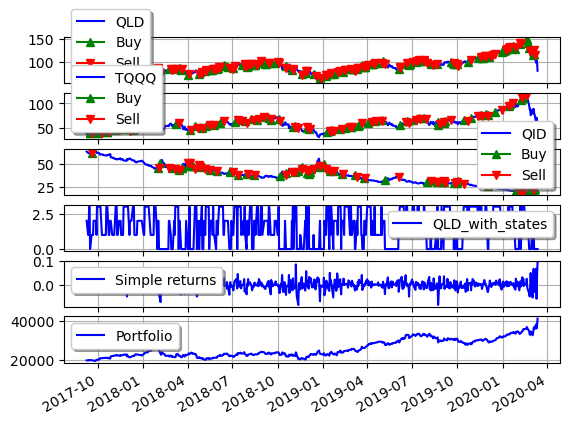 QLD
Buy
Sell
150
100
TQQQ
Buy
Sell
100
50
QID
Buy
Sell
50
25
QLD_with_states
2.5
0.0
Simple returns
0.1
0.0
Portfolio
40000
20000
2017-10
2018-01
2018-04
2018-07
2018-10
2019-01
2019-04
2019-07
2019-10
2020-01
2020-04